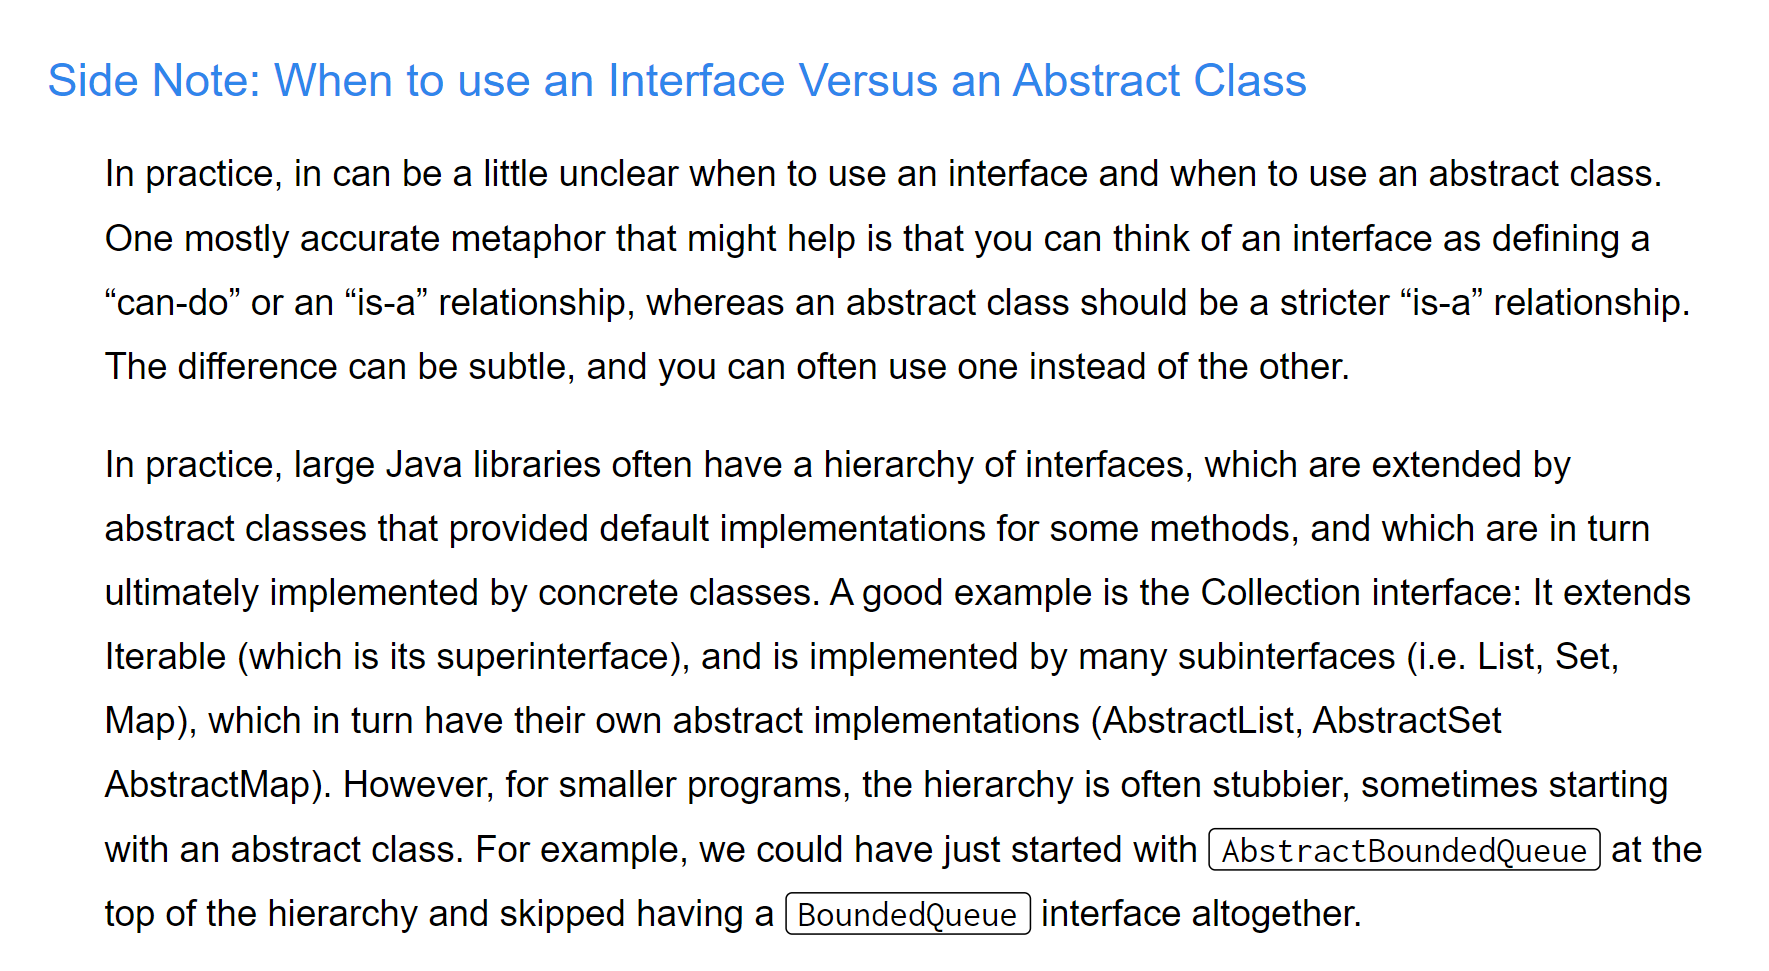 Side Note: When to use an Interface Versus an Abstract Class
In practice, in can be a little unclear when to use an interface and when to use an abstract class.
One mostly accurate metaphor that might help is that you can think of an interface as defining a
“can-do” or an “is-a” relationship, whereas an abstract class should be a stricter “is-a” relationship.
The difference can be subtle, and you can often use one instead of the other.
In practice, large Java libraries often have a hierarchy of interfaces, which are extended by
abstract classes that provided default implementations for some methods, and which are in turn
ultimately implemented by concrete classes. A good example is the Collection interface: It extends
Iterable (which is its superinterface), and is implemented by many subinterfaces (i.e. List, Set,
Map), which in turn have their own abstract implementations (AbstractList, AbstractSet
AbstractMap). However, for smaller programs, the hierarchy is often stubbier, sometimes starting
with an abstract class. For example, we could have just started with AbstractBoundedQueue at the
top of the hierarchy and skipped having a BoundedQueue interface altogether.